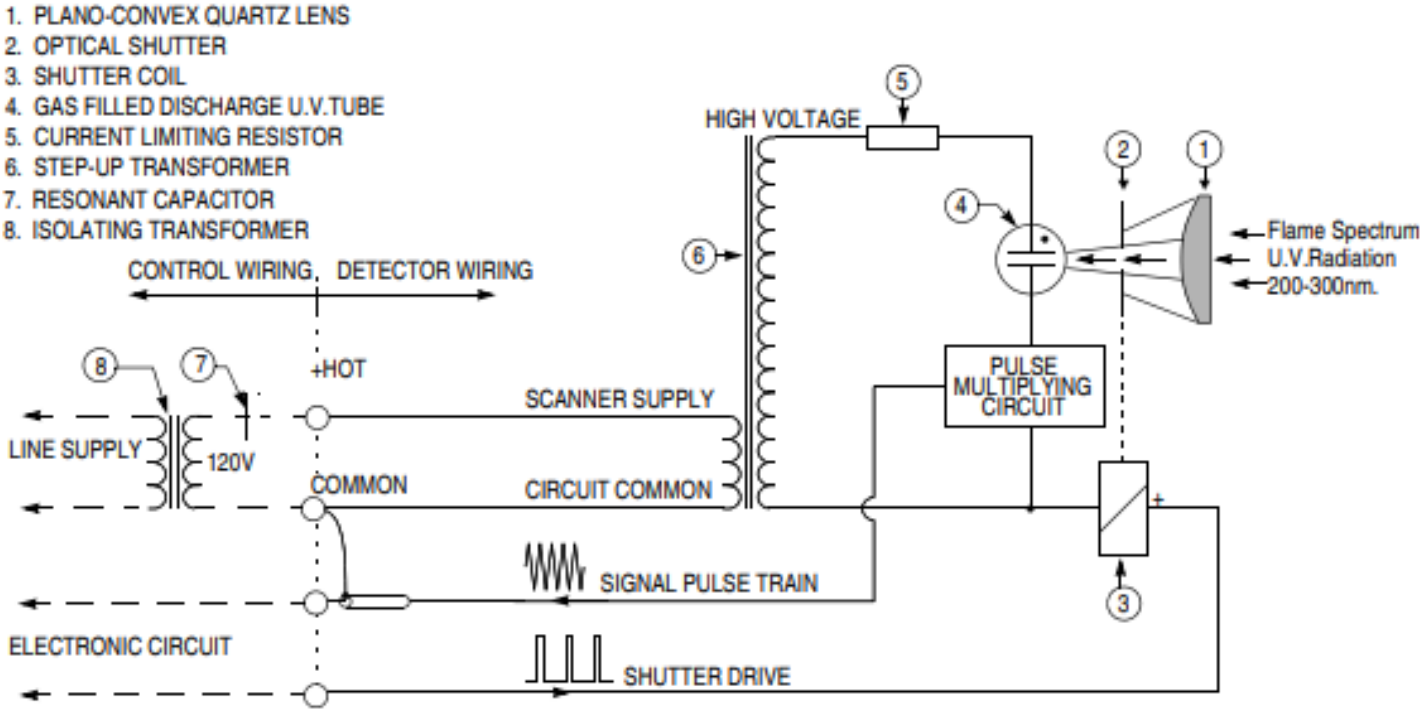 1. PLANO-CONVEX QUARTZ LENS
2. OPTICAL SHUTTER
3. SHUTTER COIL
4. GAS FILLED DISCHARGE U.V.TUBE
5. CURRENT LIMITING RESISTOR
6. STEP-UP TRANSFORMER
7. RESONANT CAPACITOR
8. ISOLATING TRANSFORMER
5
HIGH VOLTAGE
2
1
4
6
Flame Spectrum
U.V.Radiation
200-300nm.
CONTROL WIRING
DETECTOR WIRING
8
7
+HOT
PULSE
MULTIPLYING
CIRCUIT
SCANNER SUPPLY
LINE SUPPLY
120V
COMMON
CIRCUIT COMMON
+
SIGNAL PULSE TRAIN
3
ELECTRONIC CIRCUIT
SHUTTER DRIVE